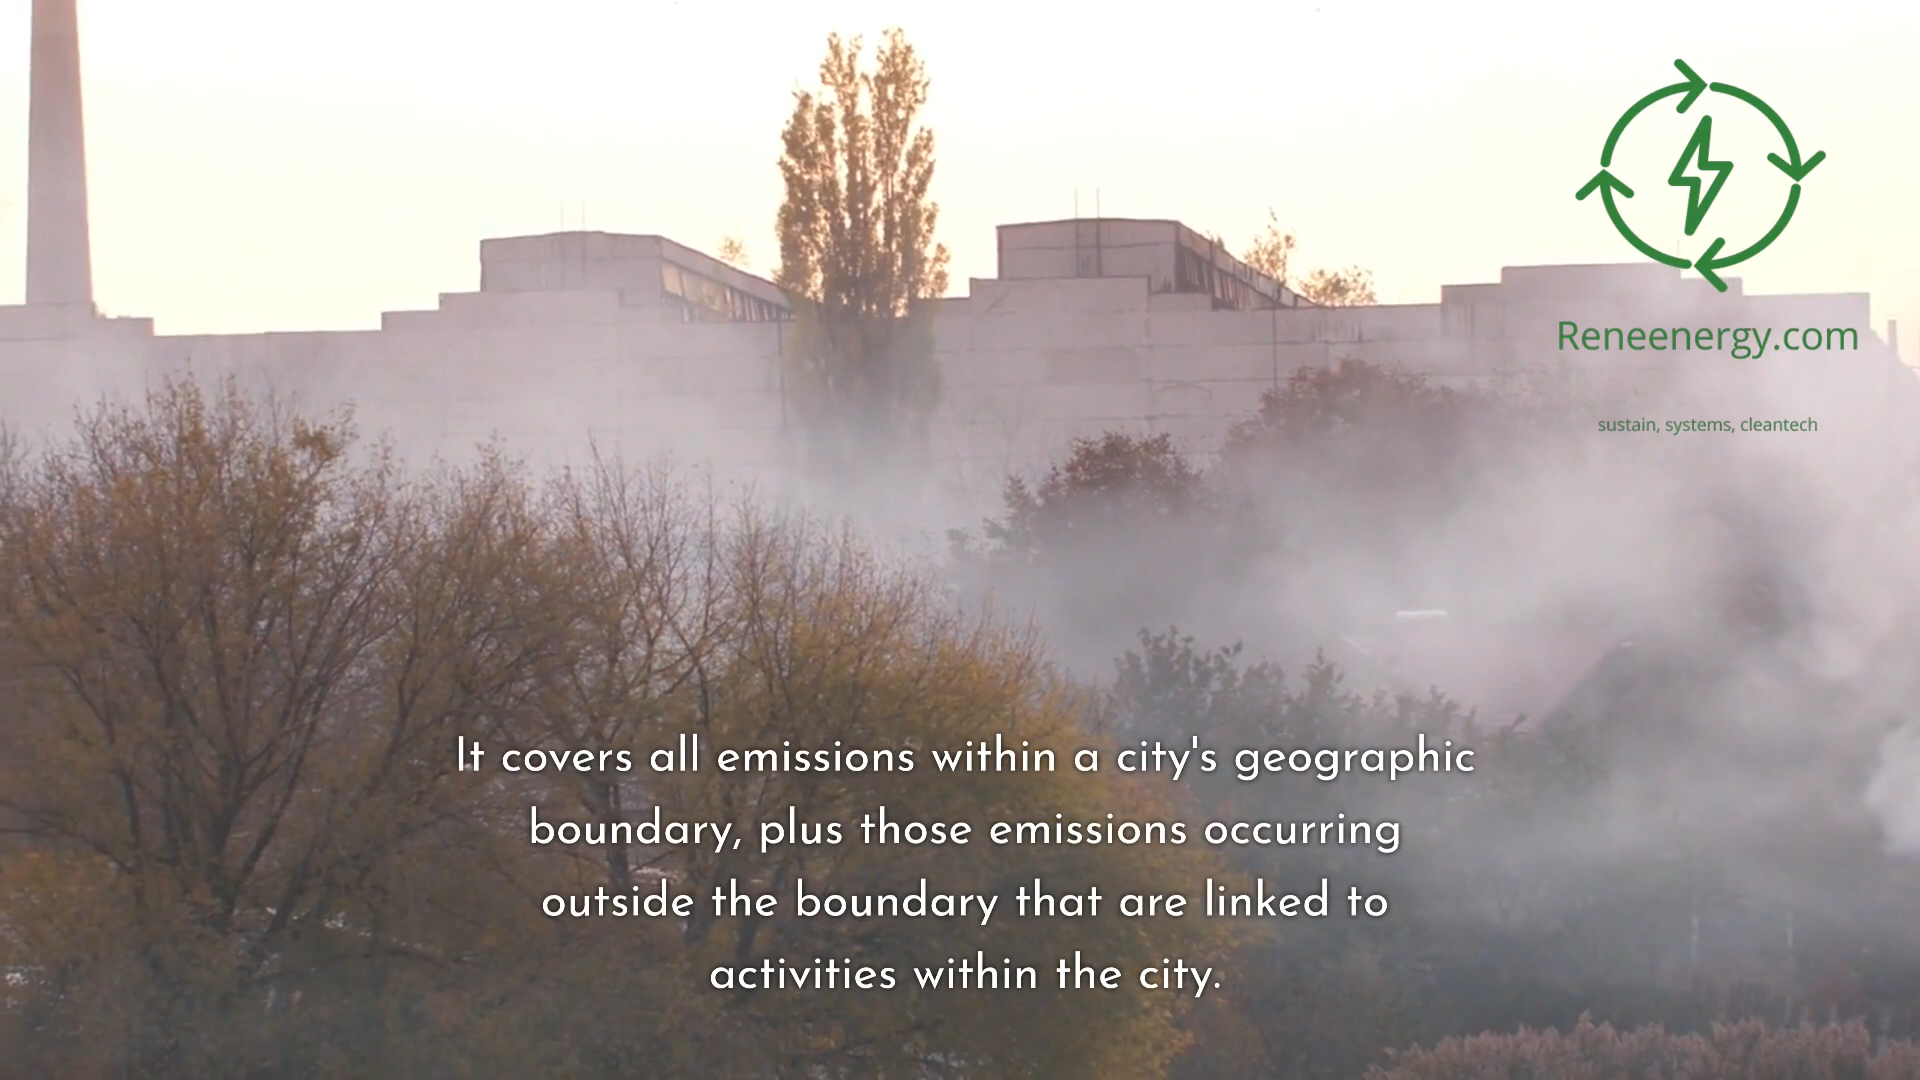 Reneenergy.com
sustain, systems, cleantech
It covers all emissions within a city's geographic
boundary, plus those emissions occurring
outside the boundary that are linked to
activities within the city.